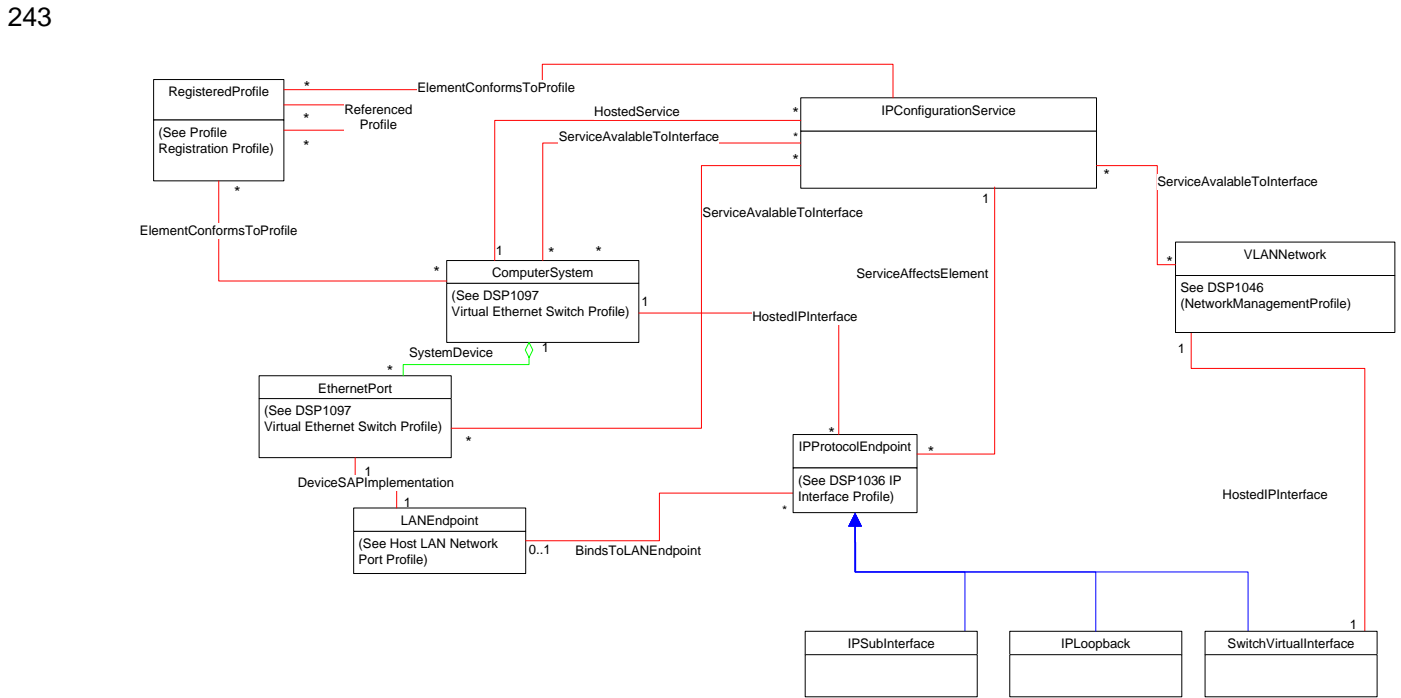 243
RegisteredProfile
(See Profile
Registration Profile)
*
ElementConformsToProfile
*
Referenced
Profile
*
HostedService
*
IPConfigurationService
ServiceAvalableToInterface
*
*
*
ServiceAvalableToInterface
*
ElementConformsToProfile
ServiceAvalableToInterface
1
1
*
*
*
ComputerSystem
(See DSP1097
Virtual Ethernet Switch Profile)
1
ServiceAffectsElement
*
VLANNetwork
See DSP1046
(NetworkManagementProfile)
HostedIPInterface
SystemDevice
1
1
*
EthernetPort
(See DSP1097
Virtual Ethernet Switch Profile)
*
*
IPProtocolEndpoint
*
(See DSP1036 IP
Interface Profile)
1
DeviceSAPImplementation
1
*
HostedIPInterface
LANEndpoint
(See Host LAN Network
Port Profile)
0..1
BindsToLANEndpoint
1
IPSubInterface
IPLoopback
SwitchVirtualInterface